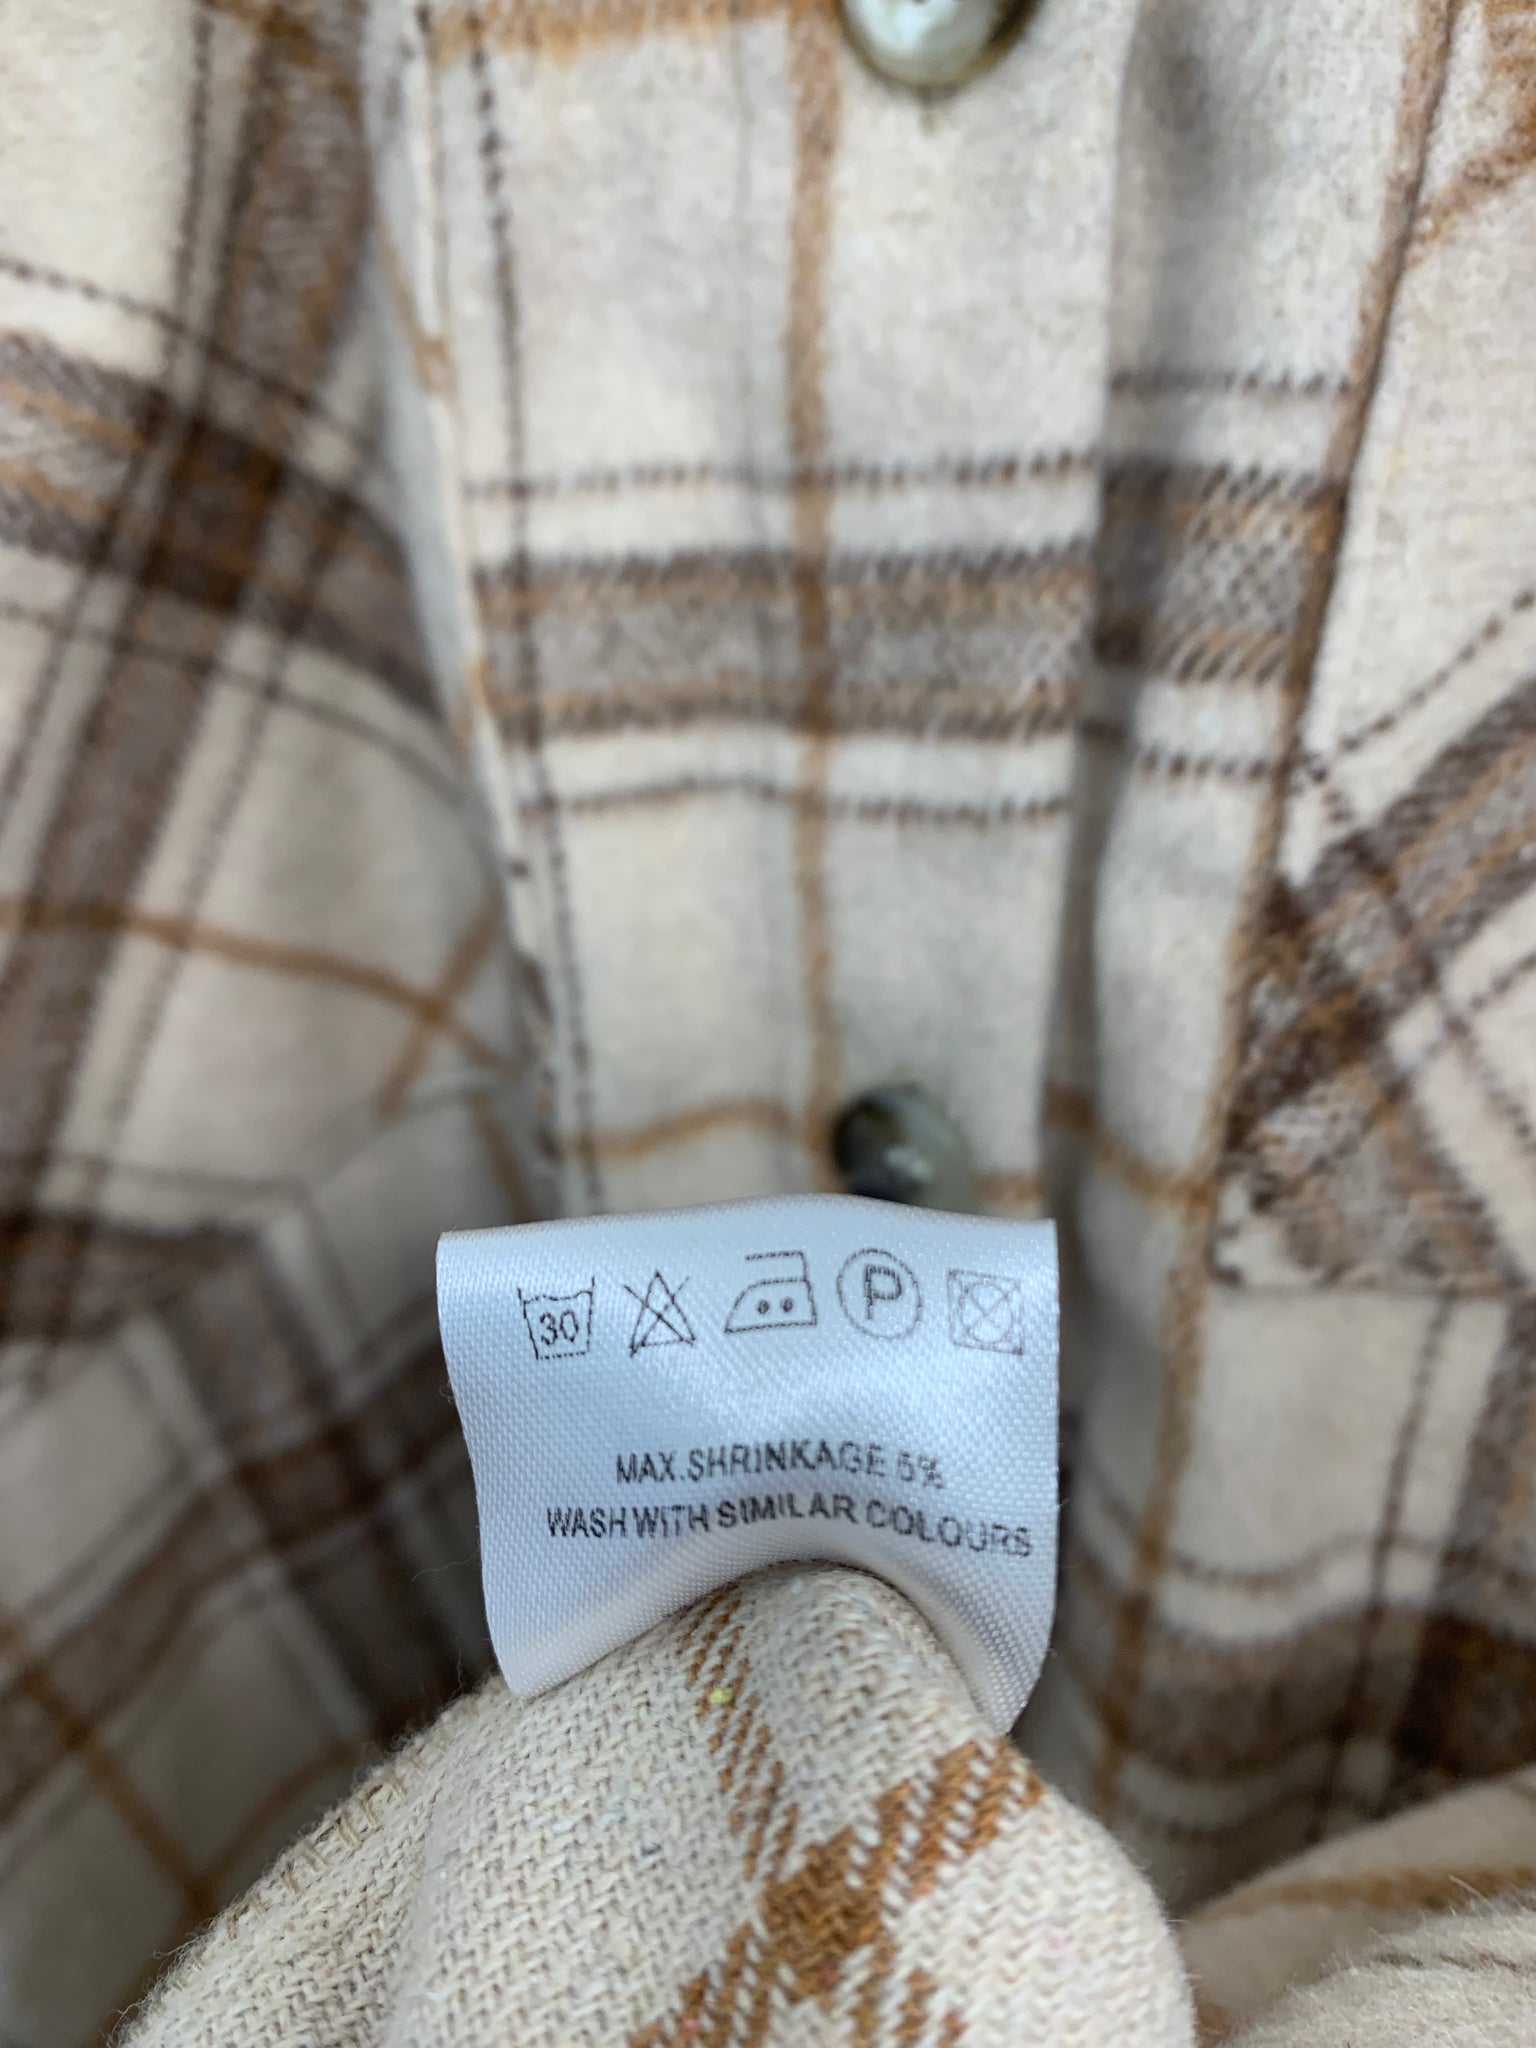 30
P
MAX.SHRINKAGE 5%
WASH WITH SIMILAR COLOURS